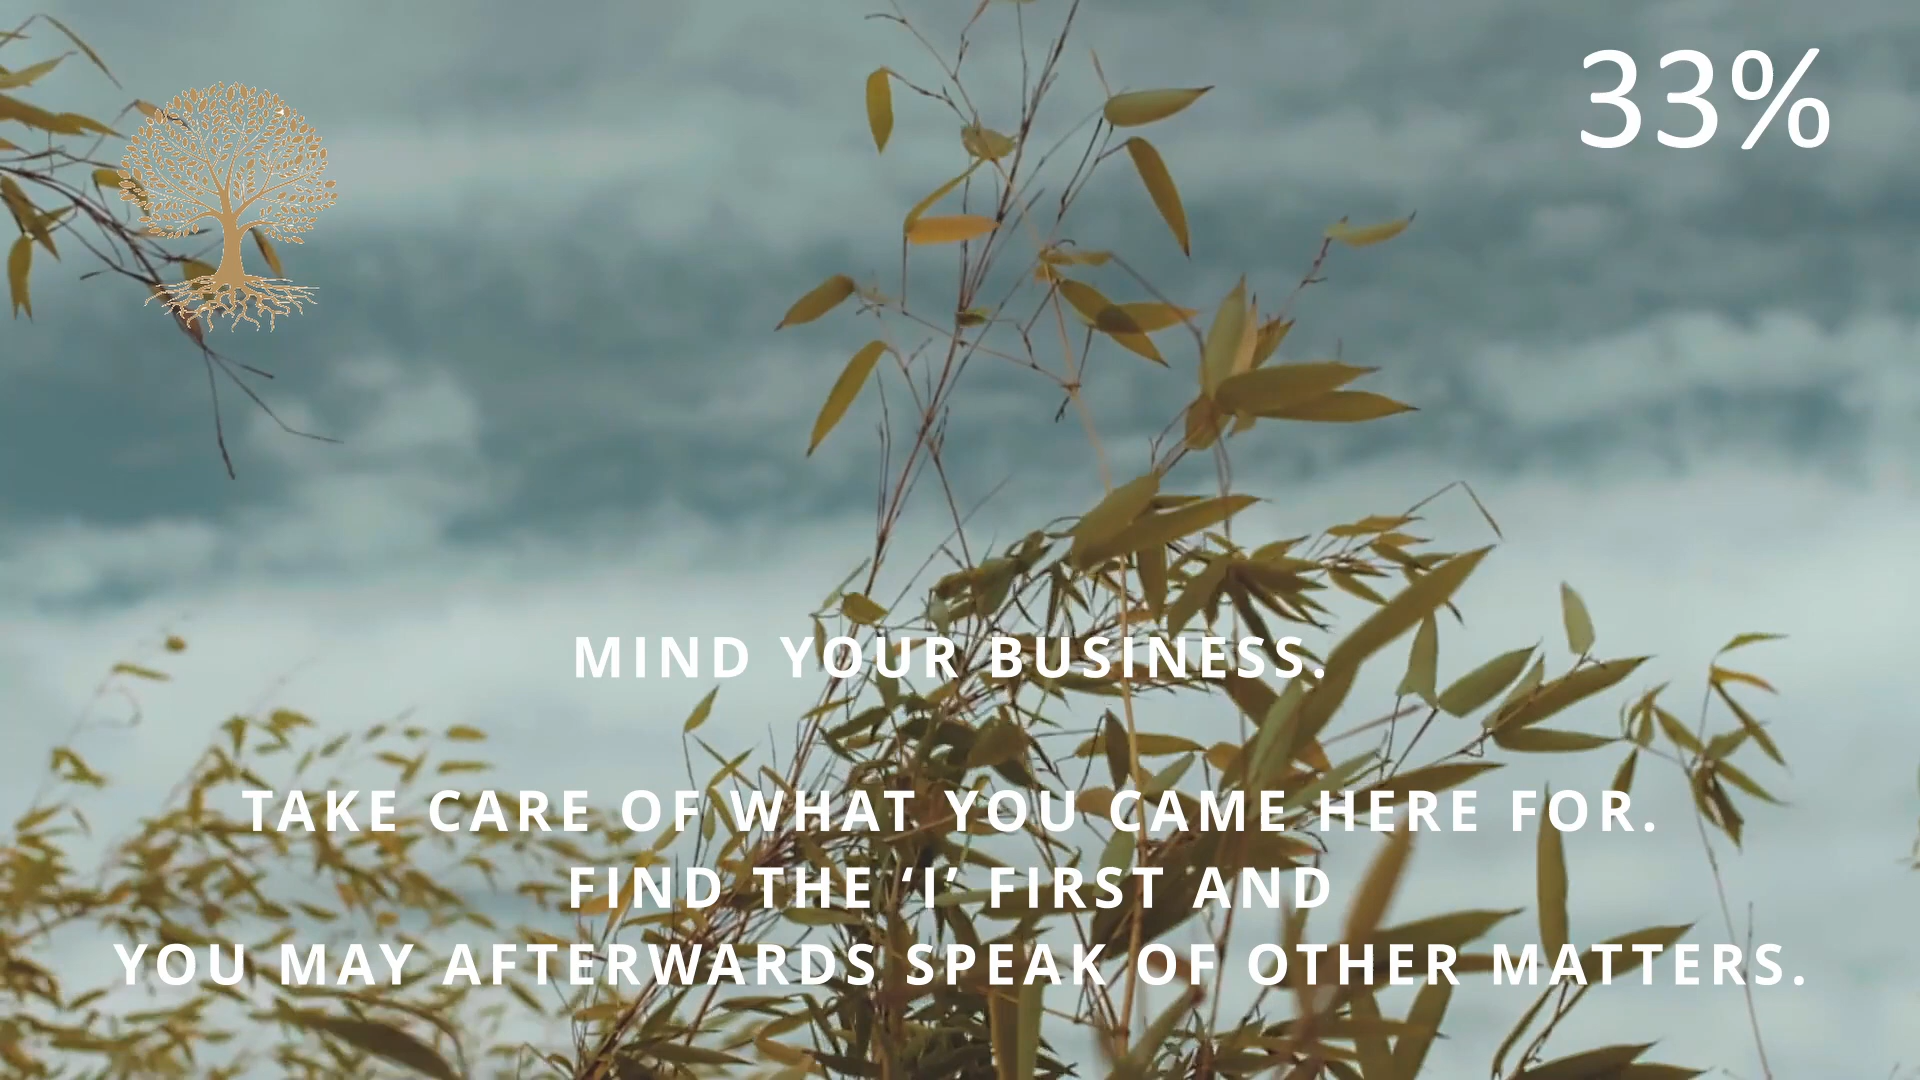 33%
MIND YOUR BUSINESS.
TAKE CARE OF WHAT YOU CAME HERE FOR.
FIND THE ‘I’ FIRST AND
YOU MAY AFTERWARDS SPEAK OF OTHER MATTERS.